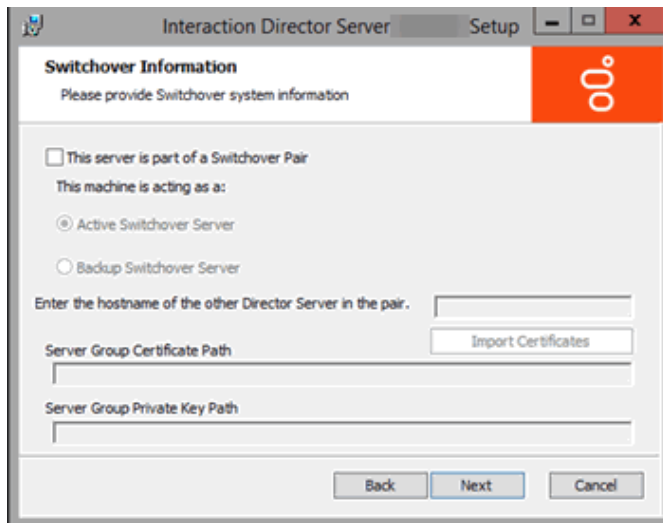 Interaction Director Server Setup
Switchover Information
Please provide Switchover system information
This server is part of a Switchover Pair
This machine is acting as a:
Active Switchover Server
Backup Switchover Server
Enter the hostname of the other Director Server in the pair.
Import Certificates
Server Group Certificate Path
Server Group Private Key Path
Back Next Cancel